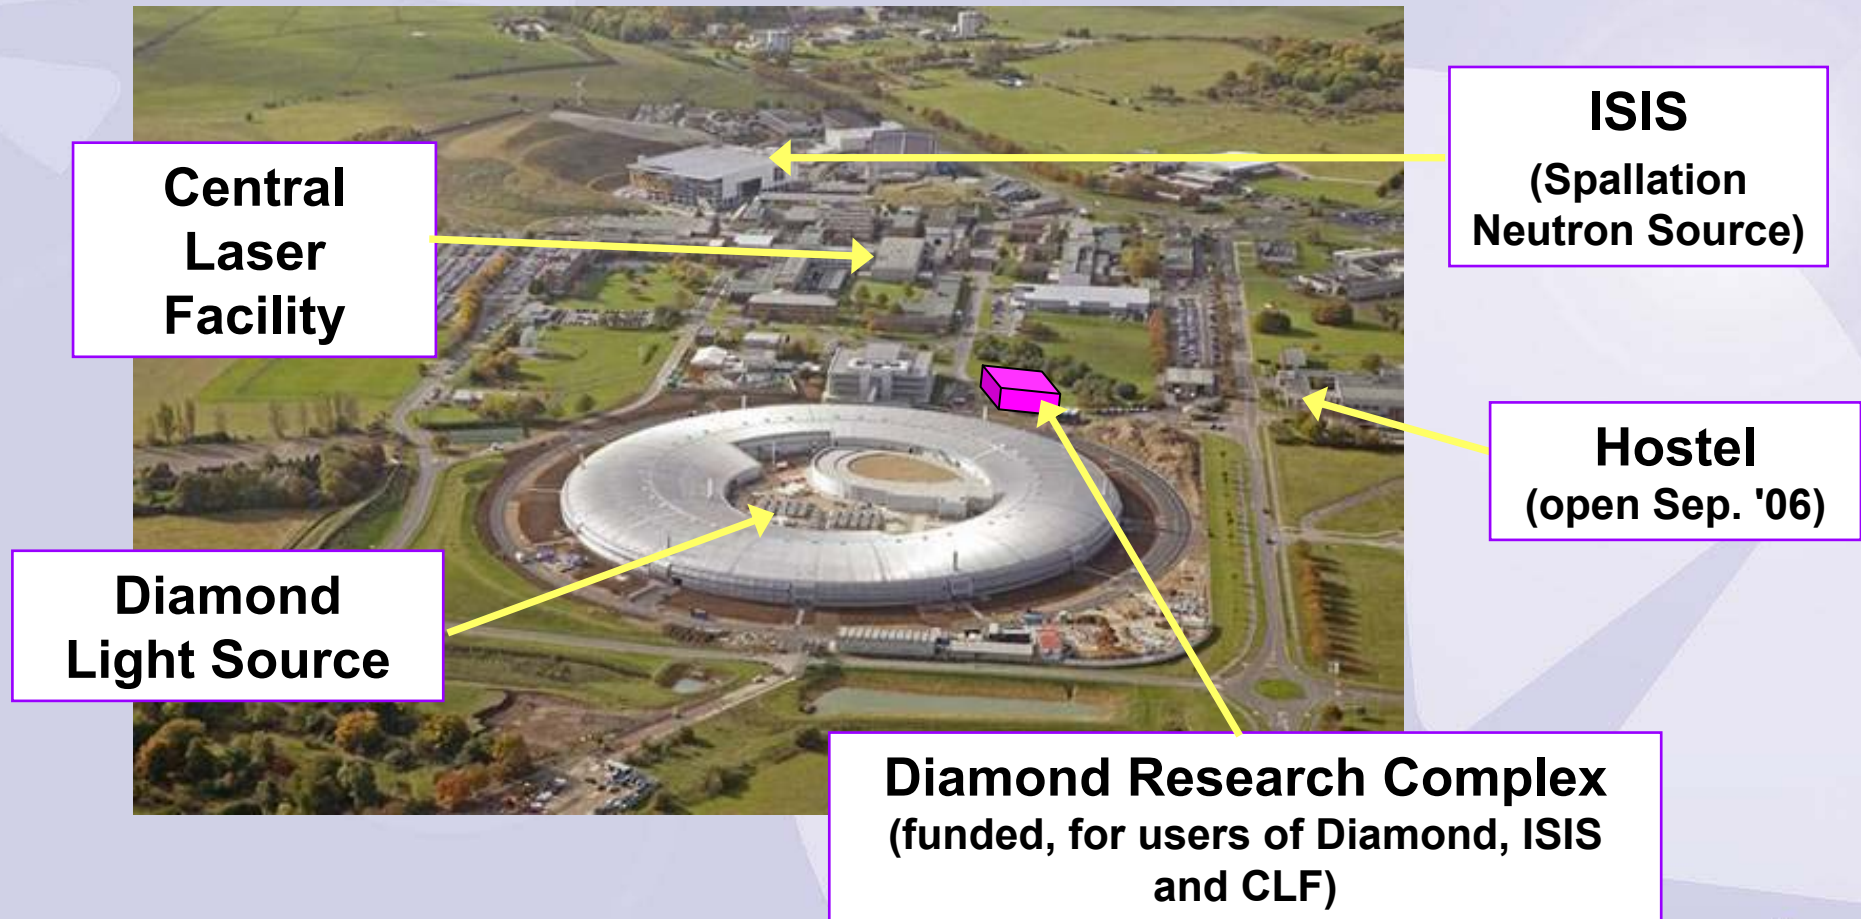 Central
Laser
Facility
ISIS
(Spallation
Neutron Source)
Hostel
(open Sep. '06)
Diamond
Light Source
Diamond Research Complex
(funded, for users of Diamond, ISIS
and CLF)